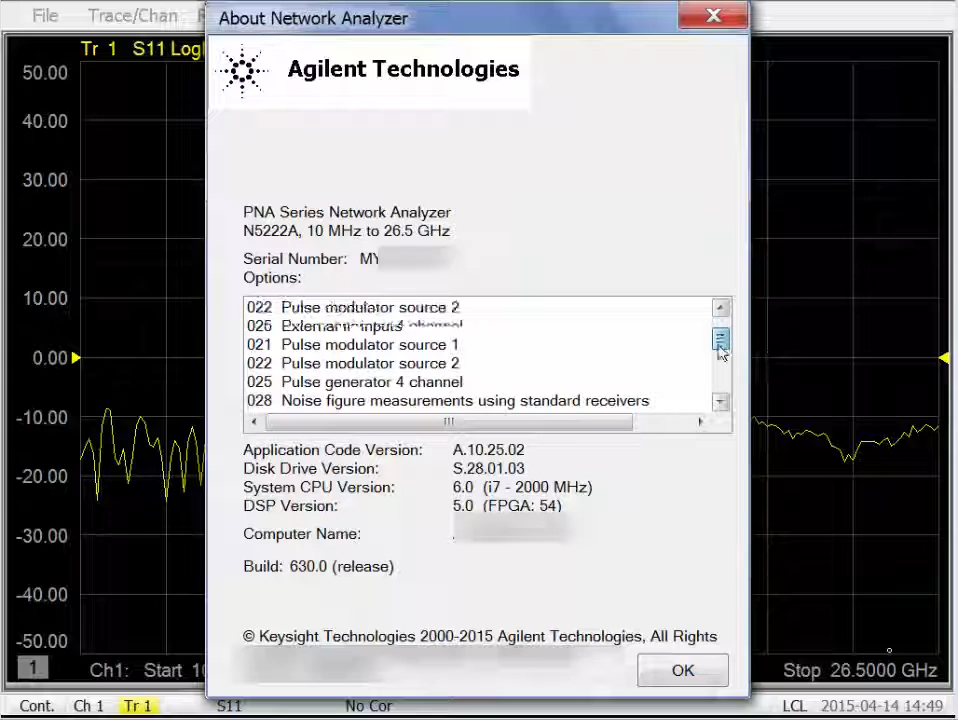 File Trace/Chan
About Network Analyzer
Tr 1 S11 Log
Agilent Technologies
50.00
40.00
30.00
20.00
10.00
0.00
-10.00
-20.00
-30.00
-40.00
-50.00
PNA Series Network Analyzer
N5222A, 10 MHz to 26.5 GHz
Serial Number: MY
Options:
022 Pulse modulator source 2
025
021 Pulse modulator source 1
022 Pulse modulator source 2
025 Pulse generator 4 channel
028 Noise figure measurements using standard receivers
Application Code Version: A.10.25.02
Disk Drive Version: S.28.01.03
System CPU Version: 6.0 (i7 - 2000 MHz)
DSP Version: 5.0 (FPGA: 54)
Computer Name:
Build: 630.0 (release)
© Keysight Technologies 2000-2015 Agilent Technologies, All Rights
OK
1 Ch1: Start 10 Stop 26.5000 GHz
Cont. Ch 1 Tr 1 S11 No Cor LCL 2015-04-14 14:49